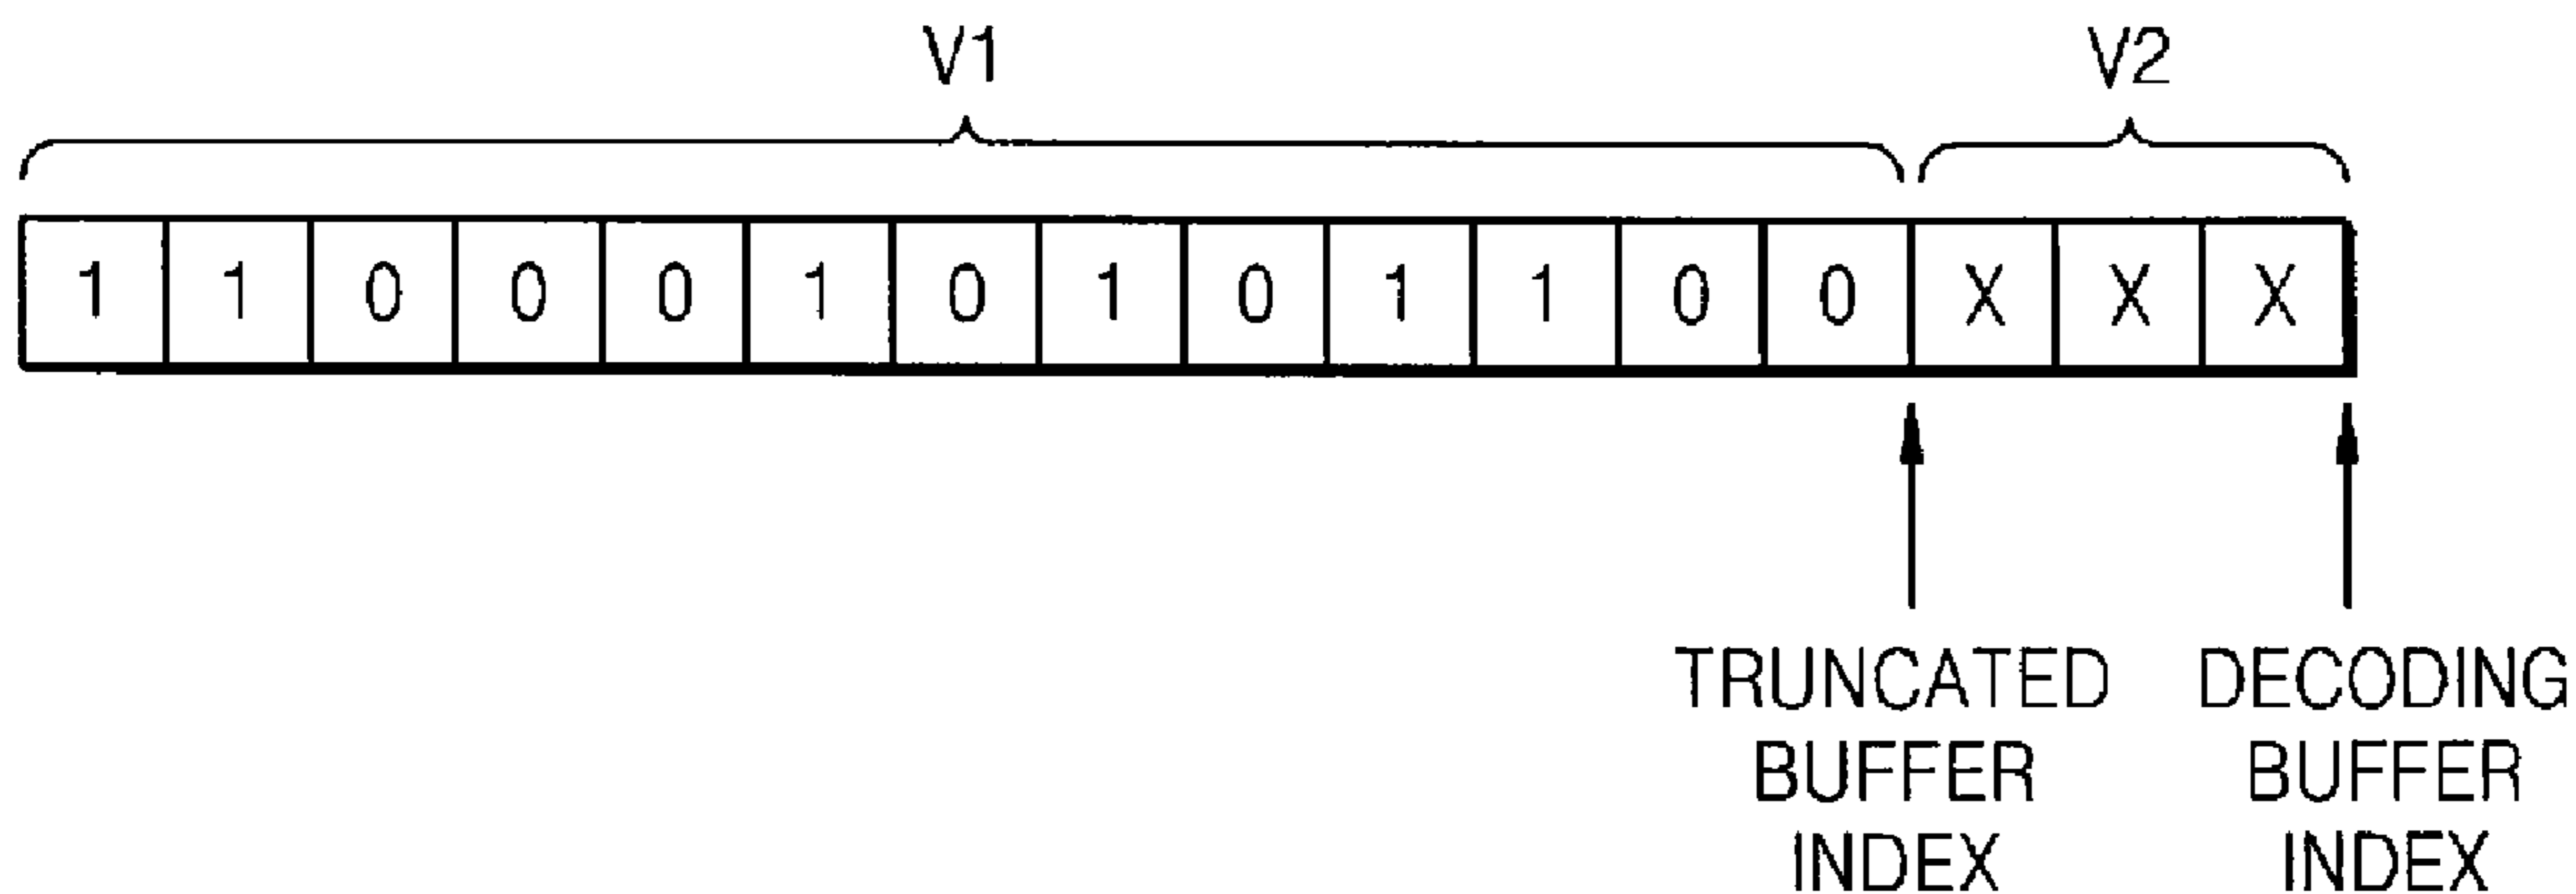 V1 V2
1 1 0 0 0 1 0 1 0 1 1 0 0 X X X
TRUNCATED DECODING
BUFFER BUFFER
INDEX INDEX